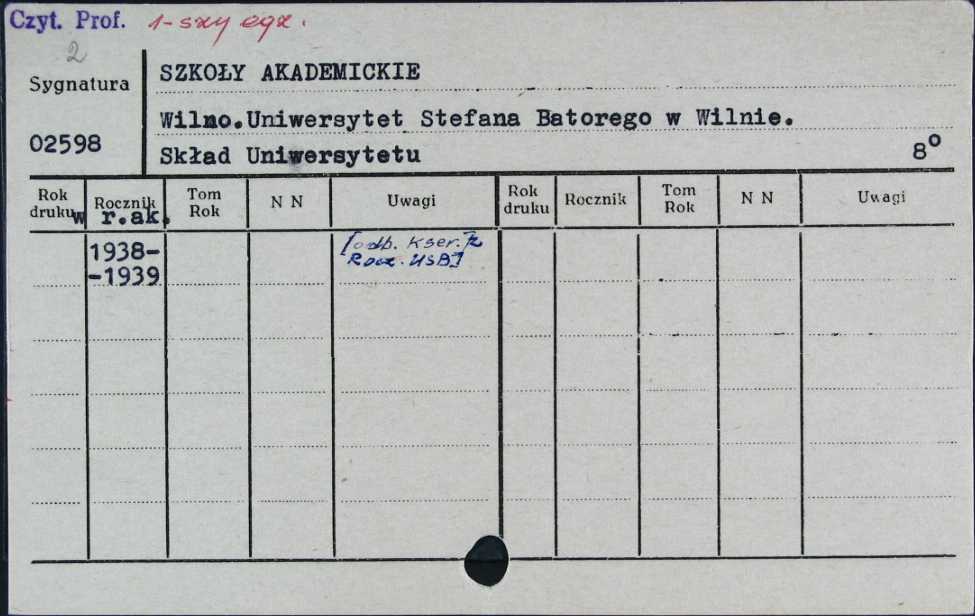 Czyt. Prof. 1-szy egz.
2
Sygnatura
02598
SZKOŁY AKADEMICKIE
Wilno.Uniwersytet Stefana Batorego w Wilnie.
Skład Uniwersytetu 8°
Rok druku Rocznik Tom Rok N N Uwagi Rok druku Rocznik Tom Rok N N Uwagi
w r.ak.
1938- [odb. kser. z
-1939 Rocz. USB]